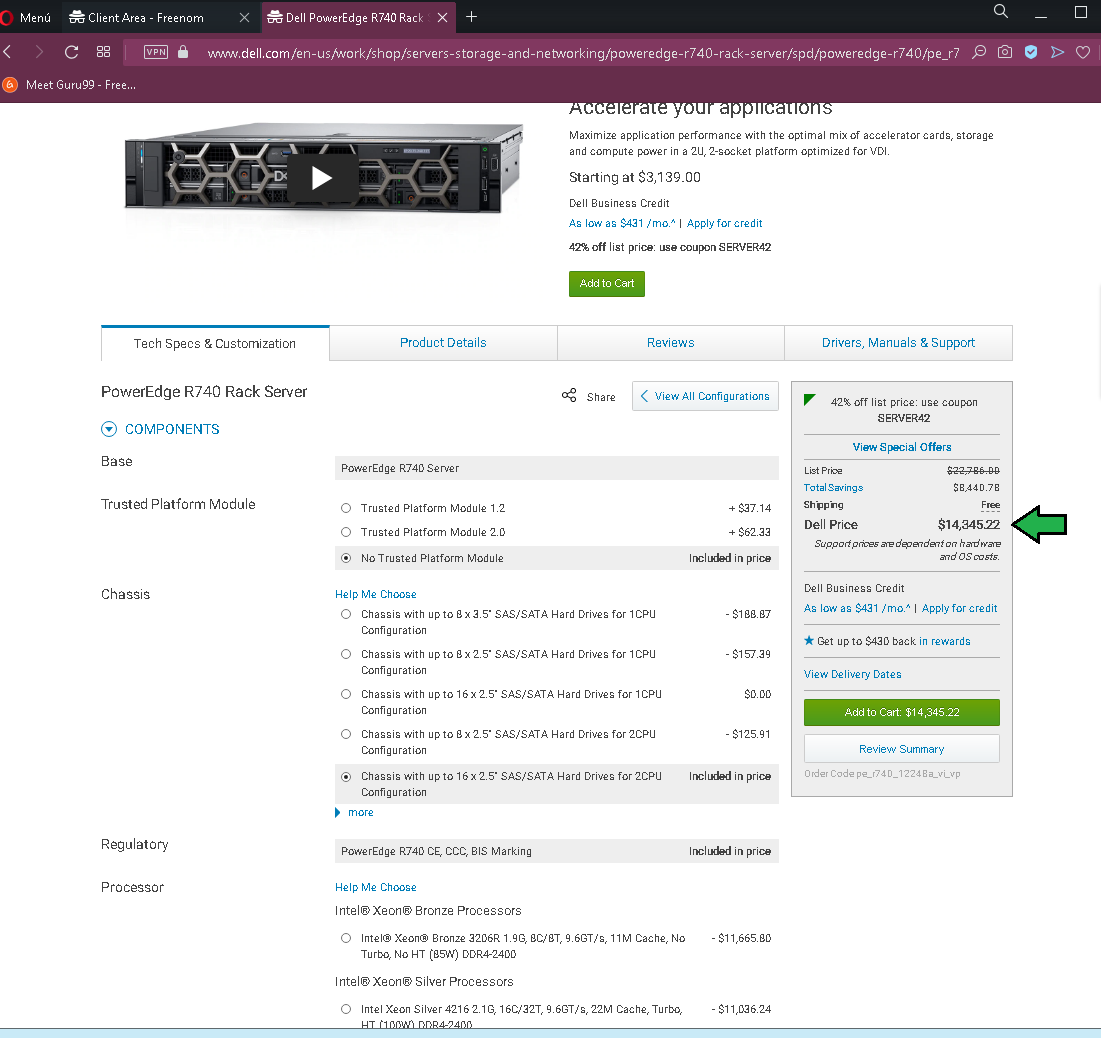 Menú
Client Area - Freenom
Dell PowerEdge R740 Rack
VPN
www.dell.com/en-us/work/shop/servers-storage-and-networking/poweredge-r740-rack-server/spd/poweredge-r740/pe_r7
Meet Guru99 - Free...
Accelerate your applications
Maximize application performance with the optimal mix of accelerator cards, storage
and compute power in a 2U, 2-socket platform optimized for VDI.
Starting at $3,139.00
Dell Business Credit
As low as $431 /mo.^ | Apply for credit
42% off list price: use coupon SERVER42
Add to Cart
Tech Specs & Customization
Product Details
Reviews
Drivers, Manuals & Support
PowerEdge R740 Rack Server
Share
View All Configurations
COMPONENTS
Base
PowerEdge R740 Server
Trusted Platform Module
Trusted Platform Module 1.2 + $37.14
Trusted Platform Module 2.0 + $62.33
No Trusted Platform Module Included in price
Chassis
Help Me Choose
Chassis with up to 8 x 3.5" SAS/SATA Hard Drives for 1CPU - $188.87
Configuration
Chassis with up to 8 x 2.5" SAS/SATA Hard Drives for 1CPU - $157.39
Configuration
Chassis with up to 16 x 2.5" SAS/SATA Hard Drives for 1CPU $0.00
Configuration
Chassis with up to 8 x 2.5" SAS/SATA Hard Drives for 2CPU - $125.91
Configuration
Chassis with up to 16 x 2.5" SAS/SATA Hard Drives for 2CPU Included in price
Configuration
more
Regulatory
PowerEdge R740 CE, CCC, BIS Marking Included in price
Processor
Help Me Choose
Intel® Xeon® Bronze Processors
Intel® Xeon® Bronze 3206R 1.9G, 8C/8T, 9.6GT/s, 11M Cache, No - $11,665.80
Turbo, No HT (85W) DDR4-2400
Intel® Xeon® Silver Processors
Intel Xeon Silver 4216 2.1G, 16C/32T, 9.6GT/s, 22M Cache, Turbo, - $11,036.24
HT (100W) DDR4-2400
42% off list price: use coupon
SERVER42
View Special Offers
List Price $22,786.00
Total Savings $8,440.78
Shipping Free
Dell Price $14,345.22
Support prices are dependent on hardware
and OS costs.
Dell Business Credit
As low as $431 /mo.^ | Apply for credit
Get up to $430 back in rewards
View Delivery Dates
Add to Cart: $14,345.22
Review Summary
Order Code pe_r740_12248a_vi_vp